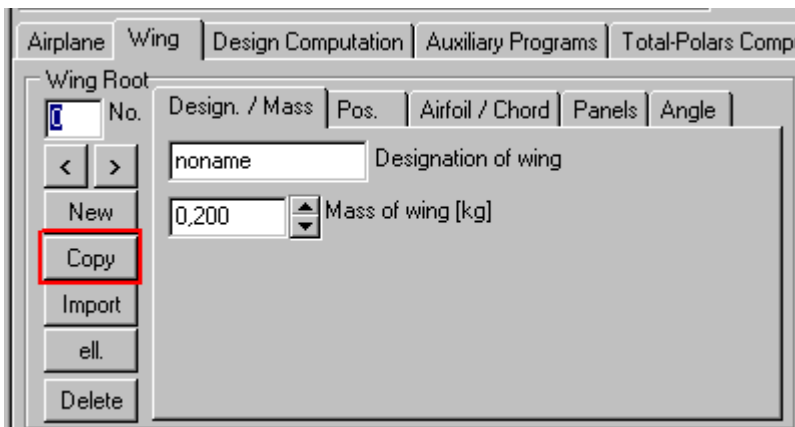 Airplane Wing Design Computation Auxiliary Programs Total-Polars Comp
Wing Root
0 No. Design. / Mass Pos. Airfoil / Chord Panels Angle
< > noname Designation of wing
New 0,200 Mass of wing [kg]
Copy
Import
ell.
Delete